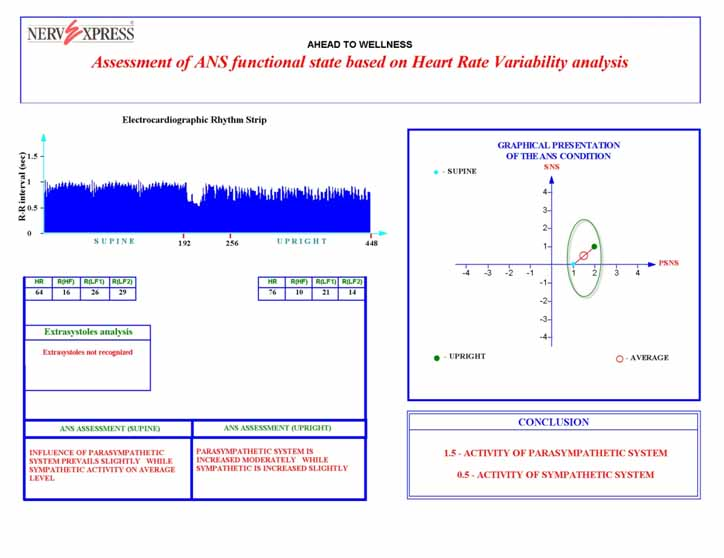 NERVEXPRESS®
AHEAD TO WELLNESS
Assessment of ANS functional state based on Heart Rate Variability analysis
Electrocardiographic Rhythm Strip
R-R interval (sec)
1.5
1
0.5
0
SUPINE
192
256
UPRIGHT
448
HR R(HF) R(LF1) R(LF2)
64 16 26 29
HR R(HF) R(LF1) R(LF2)
76 10 21 14
Extrasystoles analysis
Extrasystoles not recognized
ANS ASSESSMENT (SUPINE)
INFLUENCE OF PARASYMPATHETIC
SYSTEM PREVAILS SLIGHTLY WHILE
SYMPATHETIC ACTIVITY ON AVERAGE
LEVEL
ANS ASSESSMENT (UPRIGHT)
PARASYMPATHETIC SYSTEM IS
INCREASED MODERATELY WHILE
SYMPATHETIC IS INCREASED SLIGHTLY
GRAPHICAL PRESENTATION
OF THE ANS CONDITION
SNS
- SUPINE
4
3
2
1
-4 -3 -2 -1 1 2 3 4
PSNS
-1
-2
-3
-4
- UPRIGHT
- AVERAGE
CONCLUSION
1.5 - ACTIVITY OF PARASYMPATHETIC SYSTEM
0.5 - ACTIVITY OF SYMPATHETIC SYSTEM